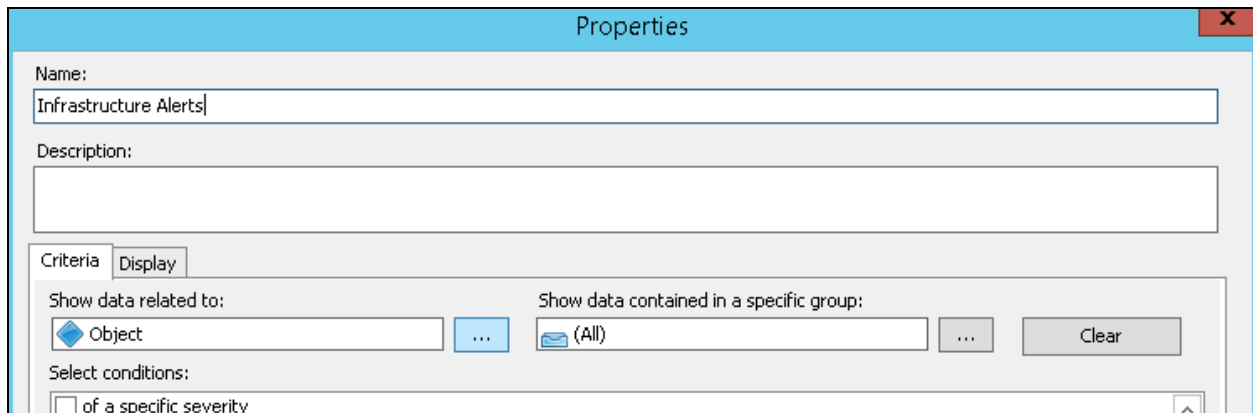 Properties
x
Name:
Infrastructure Alerts
Description:
Criteria Display
Show data related to: Show data contained in a specific group:
Object ... (All) ... Clear
Select conditions:
of a specific severity